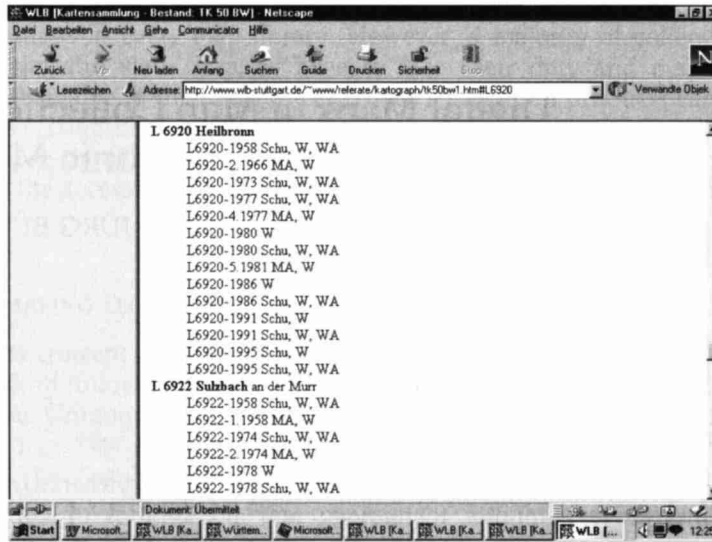 WLB [Kartensammlung - Bestand: TK 50 BW] - Netscape
Datei Bearbeiten Ansicht Gehe Communicator Hilfe
Zurück Vor Neu laden Anfang Suchen Guide Drucken Sicherheit Stop
Lesezeichen Adresse: http://www.wlb-stuttgart.de/~www/referate/kartograph/tk50bw1.htm#L6920 Verwandte Objek
L 6920 Heilbronn
L6920-1958 Schu, W, WA
L6920-2.1966 MA, W
L6920-1973 Schu, W, WA
L6920-1977 Schu, W, WA
L6920-4.1977 MA, W
L6920-1980 W
L6920-1980 Schu, W, WA
L6920-5.1981 MA, W
L6920-1986 W
L6920-1986 Schu, W, WA
L6920-1991 Schu, W
L6920-1991 Schu, W, WA
L6920-1995 Schu, W
L6920-1995 Schu, W, WA
L 6922 Sulzbach an der Murr
L6922-1958 Schu, W, WA
L6922-1.1958 MA, W
L6922-1974 Schu, W, WA
L6922-2.1974 MA, W
L6922-1978 W
L6922-1978 Schu, W, WA
Dokument: Übermittelt
Start Microsoft... WLB [Ka... Württem... Microsoft... WLB [Ka... WLB [Ka... WLB [Ka... WLB [... 12:29